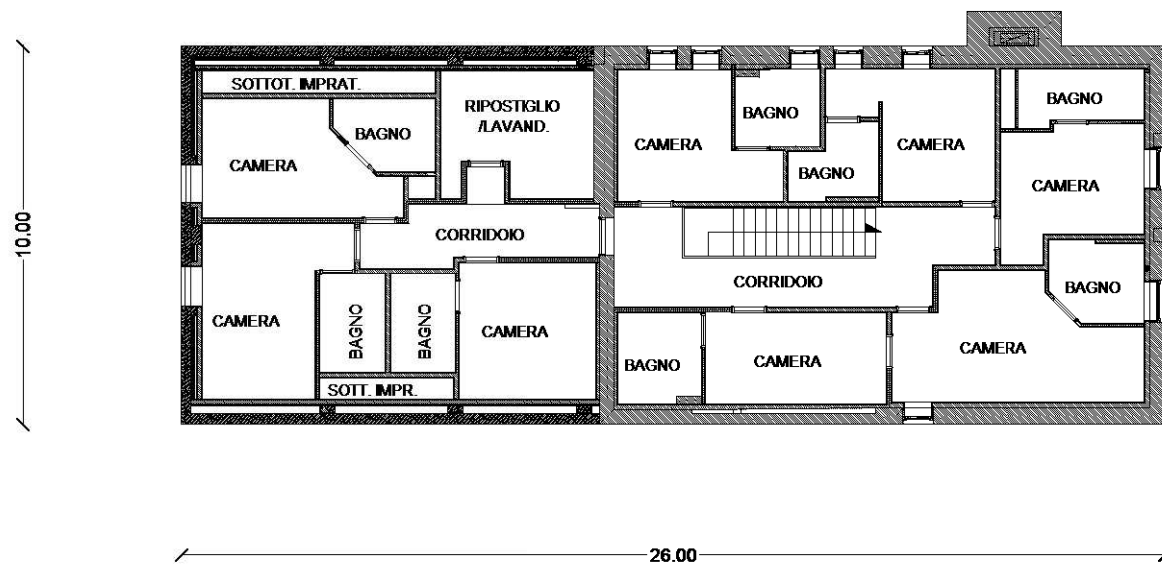 SOTTOT. IMPRAT.
RIPOSTIGLIO
/LAVAND.
BAGNO
CAMERA
BAGNO
CAMERA
BAGNO
CAMERA
BAGNO
CAMERA
10.00
CORRIDOIO
CORRIDOIO
BAGNO
CAMERA
BAGNO
BAGNO
CAMERA
BAGNO
CAMERA
CAMERA
SOTT. IMPR.
26.00